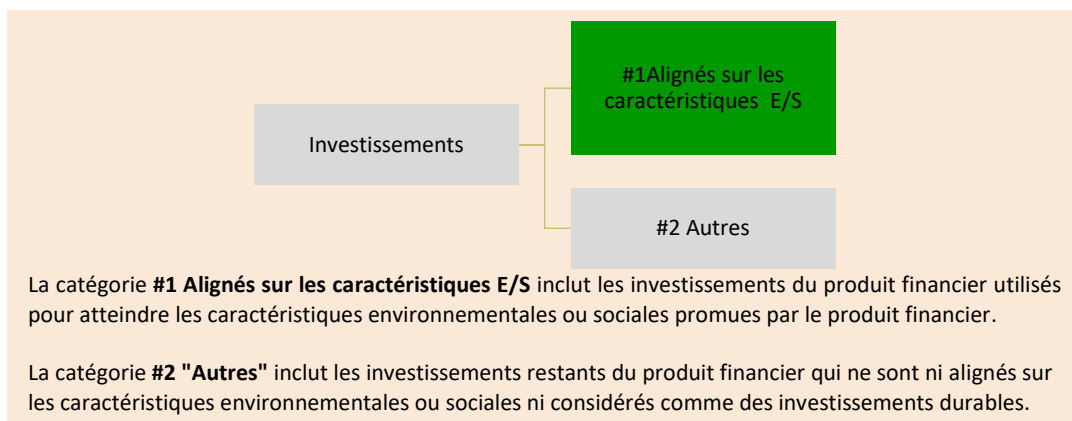 #1Alignés sur les
caractéristiques E/S
Investissements
#2 Autres
La catégorie #1 Alignés sur les caractéristiques E/S inclut les investissements du produit financier utilisés
pour atteindre les caractéristiques environnementales ou sociales promues par le produit financier.
La catégorie #2 "Autres" inclut les investissements restants du produit financier qui ne sont ni alignés sur
les caractéristiques environnementales ou sociales ni considérés comme des investissements durables.